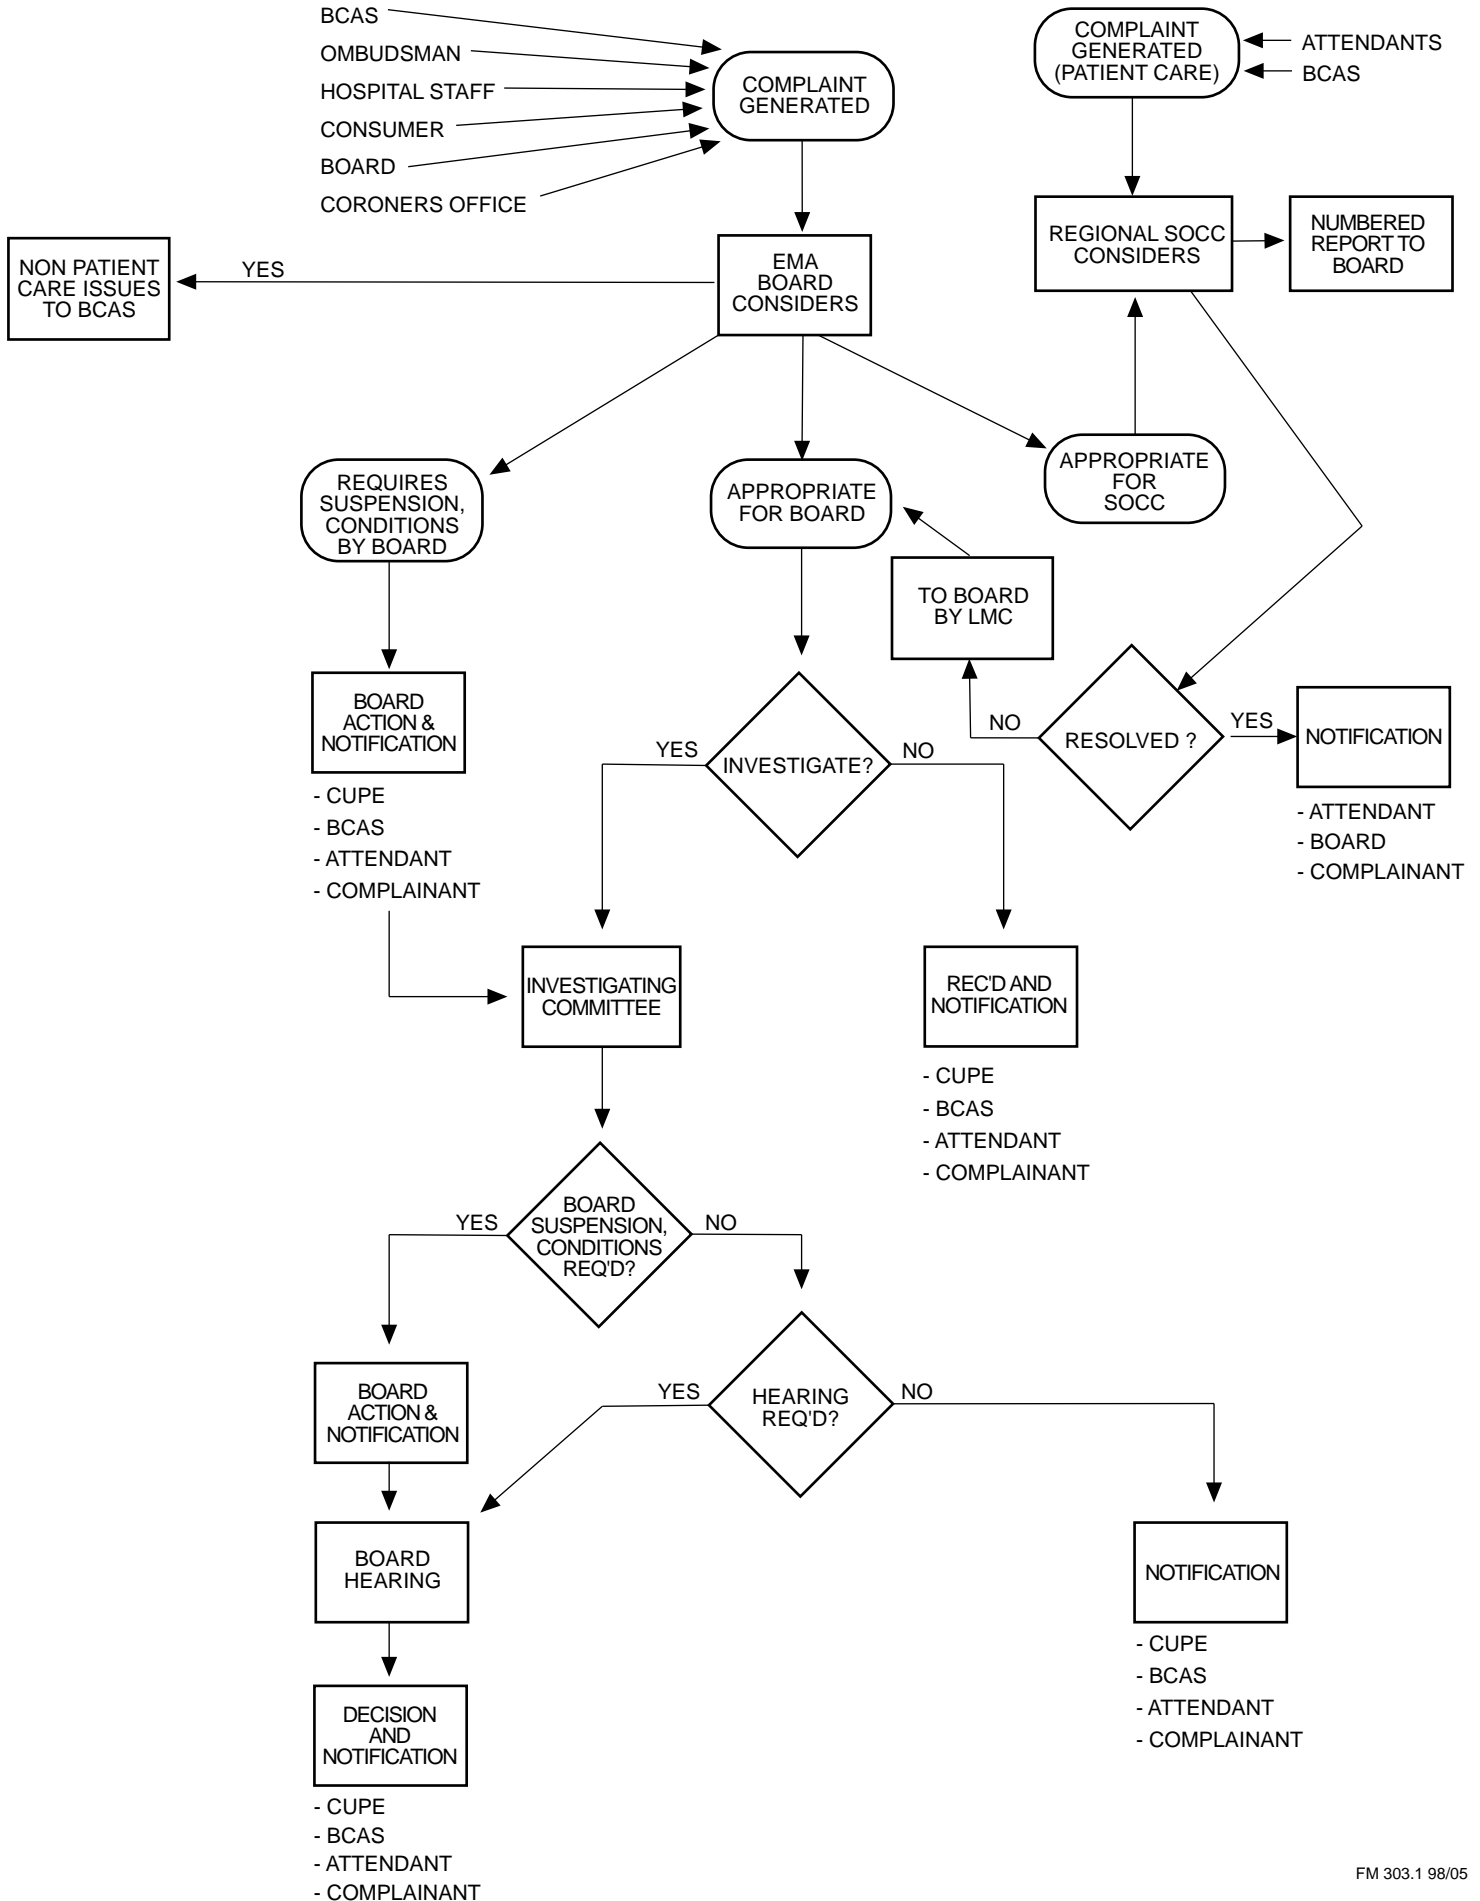 BCAS
OMBUDSMAN
HOSPITAL STAFF
CONSUMER
BOARD
CORONERS OFFICE
COMPLAINT
GENERATED
COMPLAINT
GENERATED
(PATIENT CARE)
ATTENDANTS
BCAS
NON PATIENT
CARE ISSUES
TO BCAS
YES
EMA
BOARD
CONSIDERS
REGIONAL SOCC
CONSIDERS
NUMBERED
REPORT TO
BOARD
REQUIRES
SUSPENSION,
CONDITIONS
BY BOARD
APPROPRIATE
FOR BOARD
APPROPRIATE
FOR
SOCC
TO BOARD
BY LMC
BOARD
ACTION &
NOTIFICATION
- CUPE
- BCAS
- ATTENDANT
- COMPLAINANT
YES
INVESTIGATE?
NO
NO
RESOLVED ?
YES
NOTIFICATION
- ATTENDANT
- BOARD
- COMPLAINANT
INVESTIGATING
COMMITTEE
REC'D AND
NOTIFICATION
- CUPE
- BCAS
- ATTENDANT
- COMPLAINANT
YES
BOARD
SUSPENSION,
CONDITIONS
REQ'D?
NO
BOARD
ACTION &
NOTIFICATION
YES
HEARING
REQ'D?
NO
BOARD
HEARING
NOTIFICATION
- CUPE
- BCAS
- ATTENDANT
- COMPLAINANT
DECISION
AND
NOTIFICATION
- CUPE
- BCAS
- ATTENDANT
- COMPLAINANT
FM 303.1 98/05